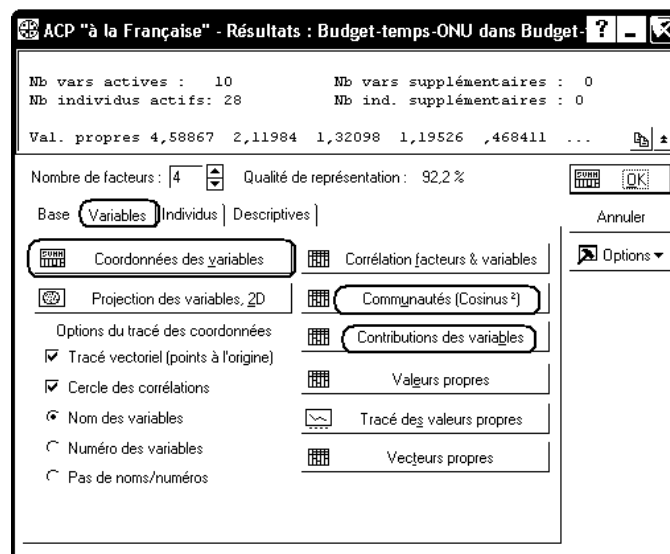 ACP "à la Française" - Résultats : Budget-temps-ONU dans Budget-
Nb vars actives : 10 Nb vars supplémentaires : 0
Nb individus actifs: 28 Nb ind. supplémentaires : 0
Val. propres 4,58867 2,11984 1,32098 1,19526 ,468411 ...
Nombre de facteurs : 4 Qualité de représentation : 92,2 %
OK
Base Variables Individus Descriptives
Annuler
Coordonnées des variables Corrélation facteurs & variables
Options
Projection des variables, 2D Communautés (Cosinus ²)
Options du tracé des coordonnées
Contributions des variables
Tracé vectoriel (points à l'origine)
Cercle des corrélations
Valeurs propres
Nom des variables
Tracé des valeurs propres
Numéro des variables
Vecteurs propres
Pas de noms/numéros